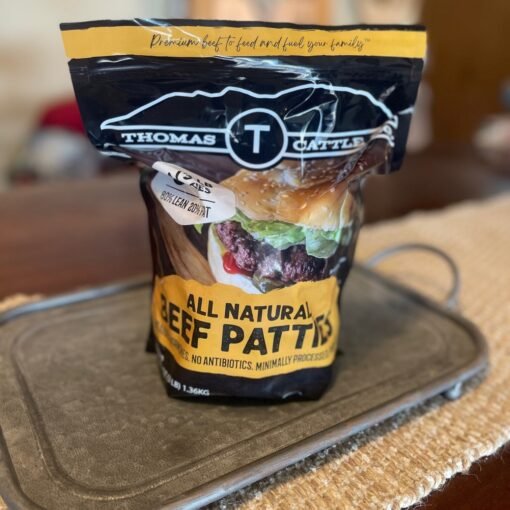 Premium beef to feed and fuel your family™
THOMAS T CATTLE
80% LEAN 20% FAT
ALL NATURAL
BEEF PATTIES
NO ANTIBIOTICS. MINIMALLY PROCESSED
LB) 1.36KG